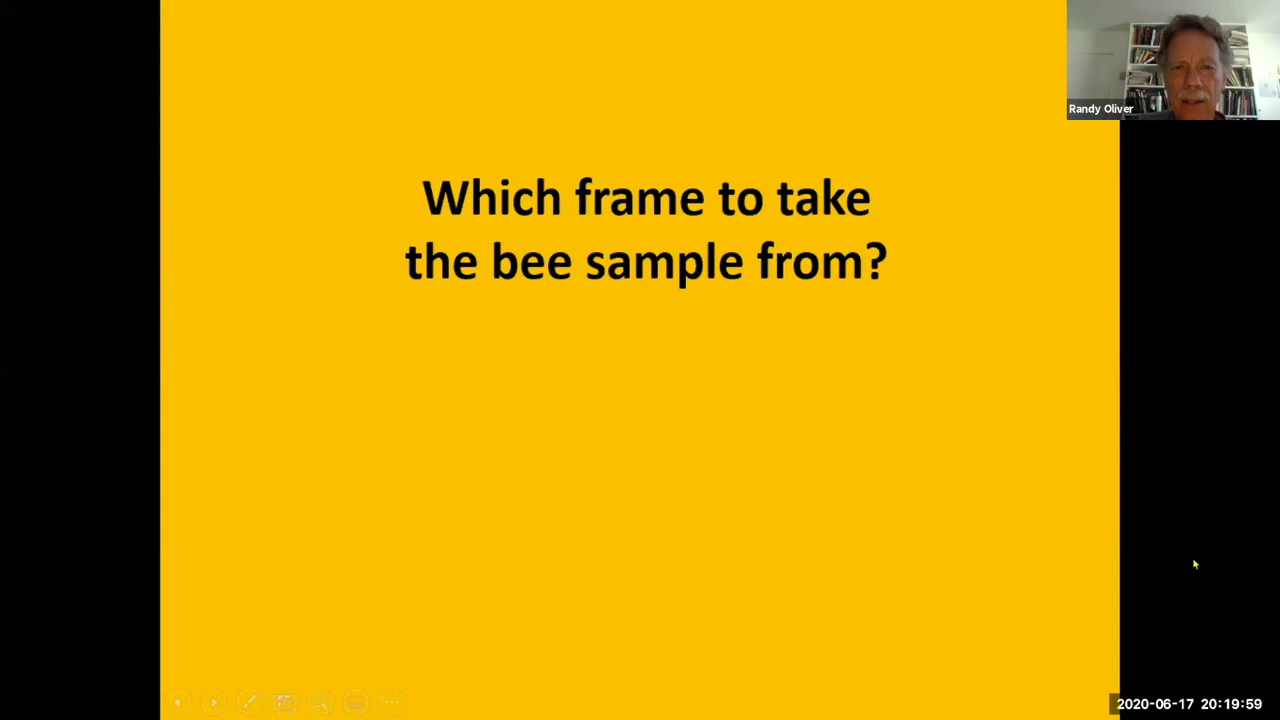 Randy Oliver
Which frame to take
the bee sample from?
2020-06-17 20:19:59